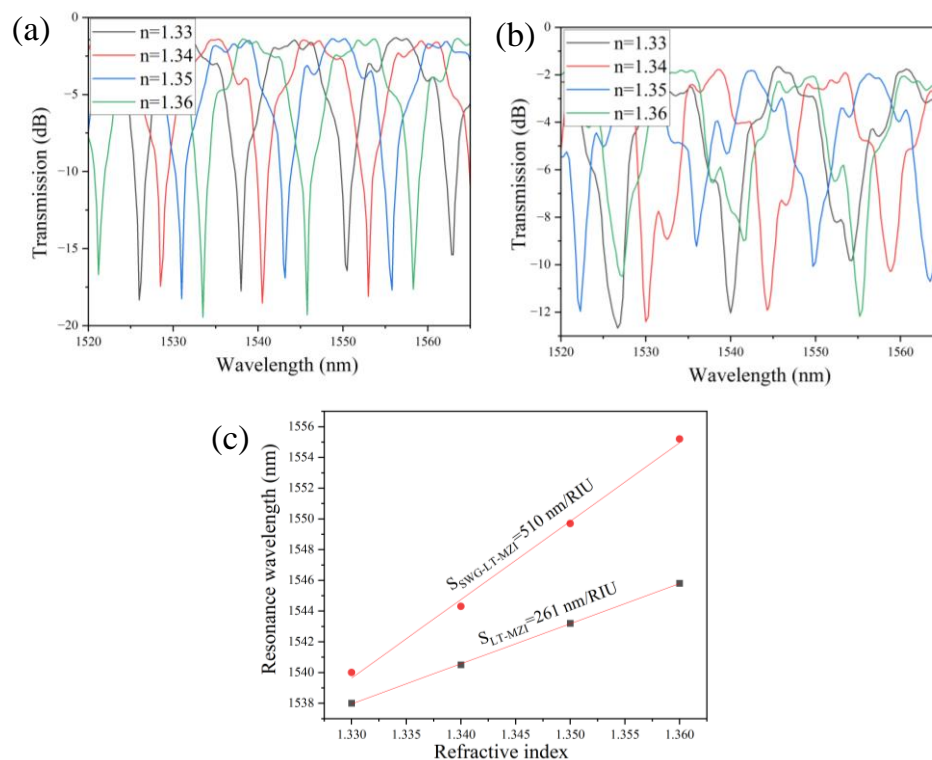 (a)
0
−5
−10
−15
−20
Transmission (dB)
n=1.33
n=1.34
n=1.35
n=1.36
1520
1530
1540
1550
1560
Wavelength (nm)
(b)
0
−2
−4
−6
−8
−10
−12
Transmission (dB)
n=1.33
n=1.34
n=1.35
n=1.36
1520
1530
1540
1550
1560
Wavelength (nm)
(c)
1556
1554
1552
1550
1548
1546
1544
1542
1540
1538
Resonance wavelength (nm)
S_SWG-LT-MZI=510 nm/RIU
S_LT-MZI=261 nm/RIU
1.330
1.335
1.340
1.345
1.350
1.355
1.360
Refractive index